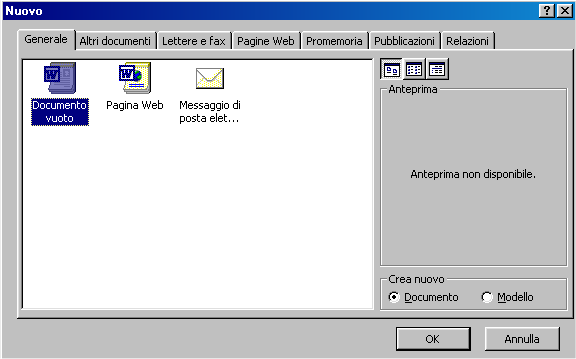 Nuovo
Generale Altri documenti Lettere e fax Pagine Web Promemoria Pubblicazioni Relazioni
Documento vuoto
Pagina Web
Messaggio di posta elet...
Anteprima
Anteprima non disponibile.
Crea nuovo
Documento Modello
OK Annulla